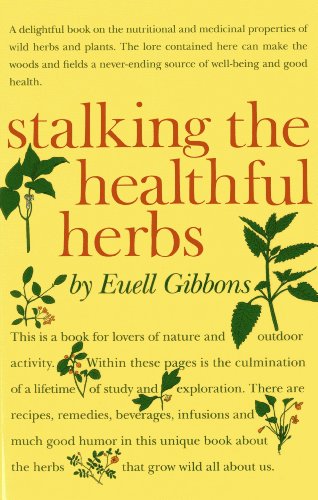 A delightful book on the nutritional and medicinal properties of
wild herbs and plants. The lore contained here can make the
woods and fields a never-ending source of well-being and good
health.
stalking the
healthful
herbs
by Euell Gibbons
This is a book for lovers of nature and outdoor
activity. Within these pages is the culmination
of a lifetime of study and exploration. There are
recipes, remedies, beverages, infusions and
much good humor in this unique book about
the herbs that grow wild all about us.